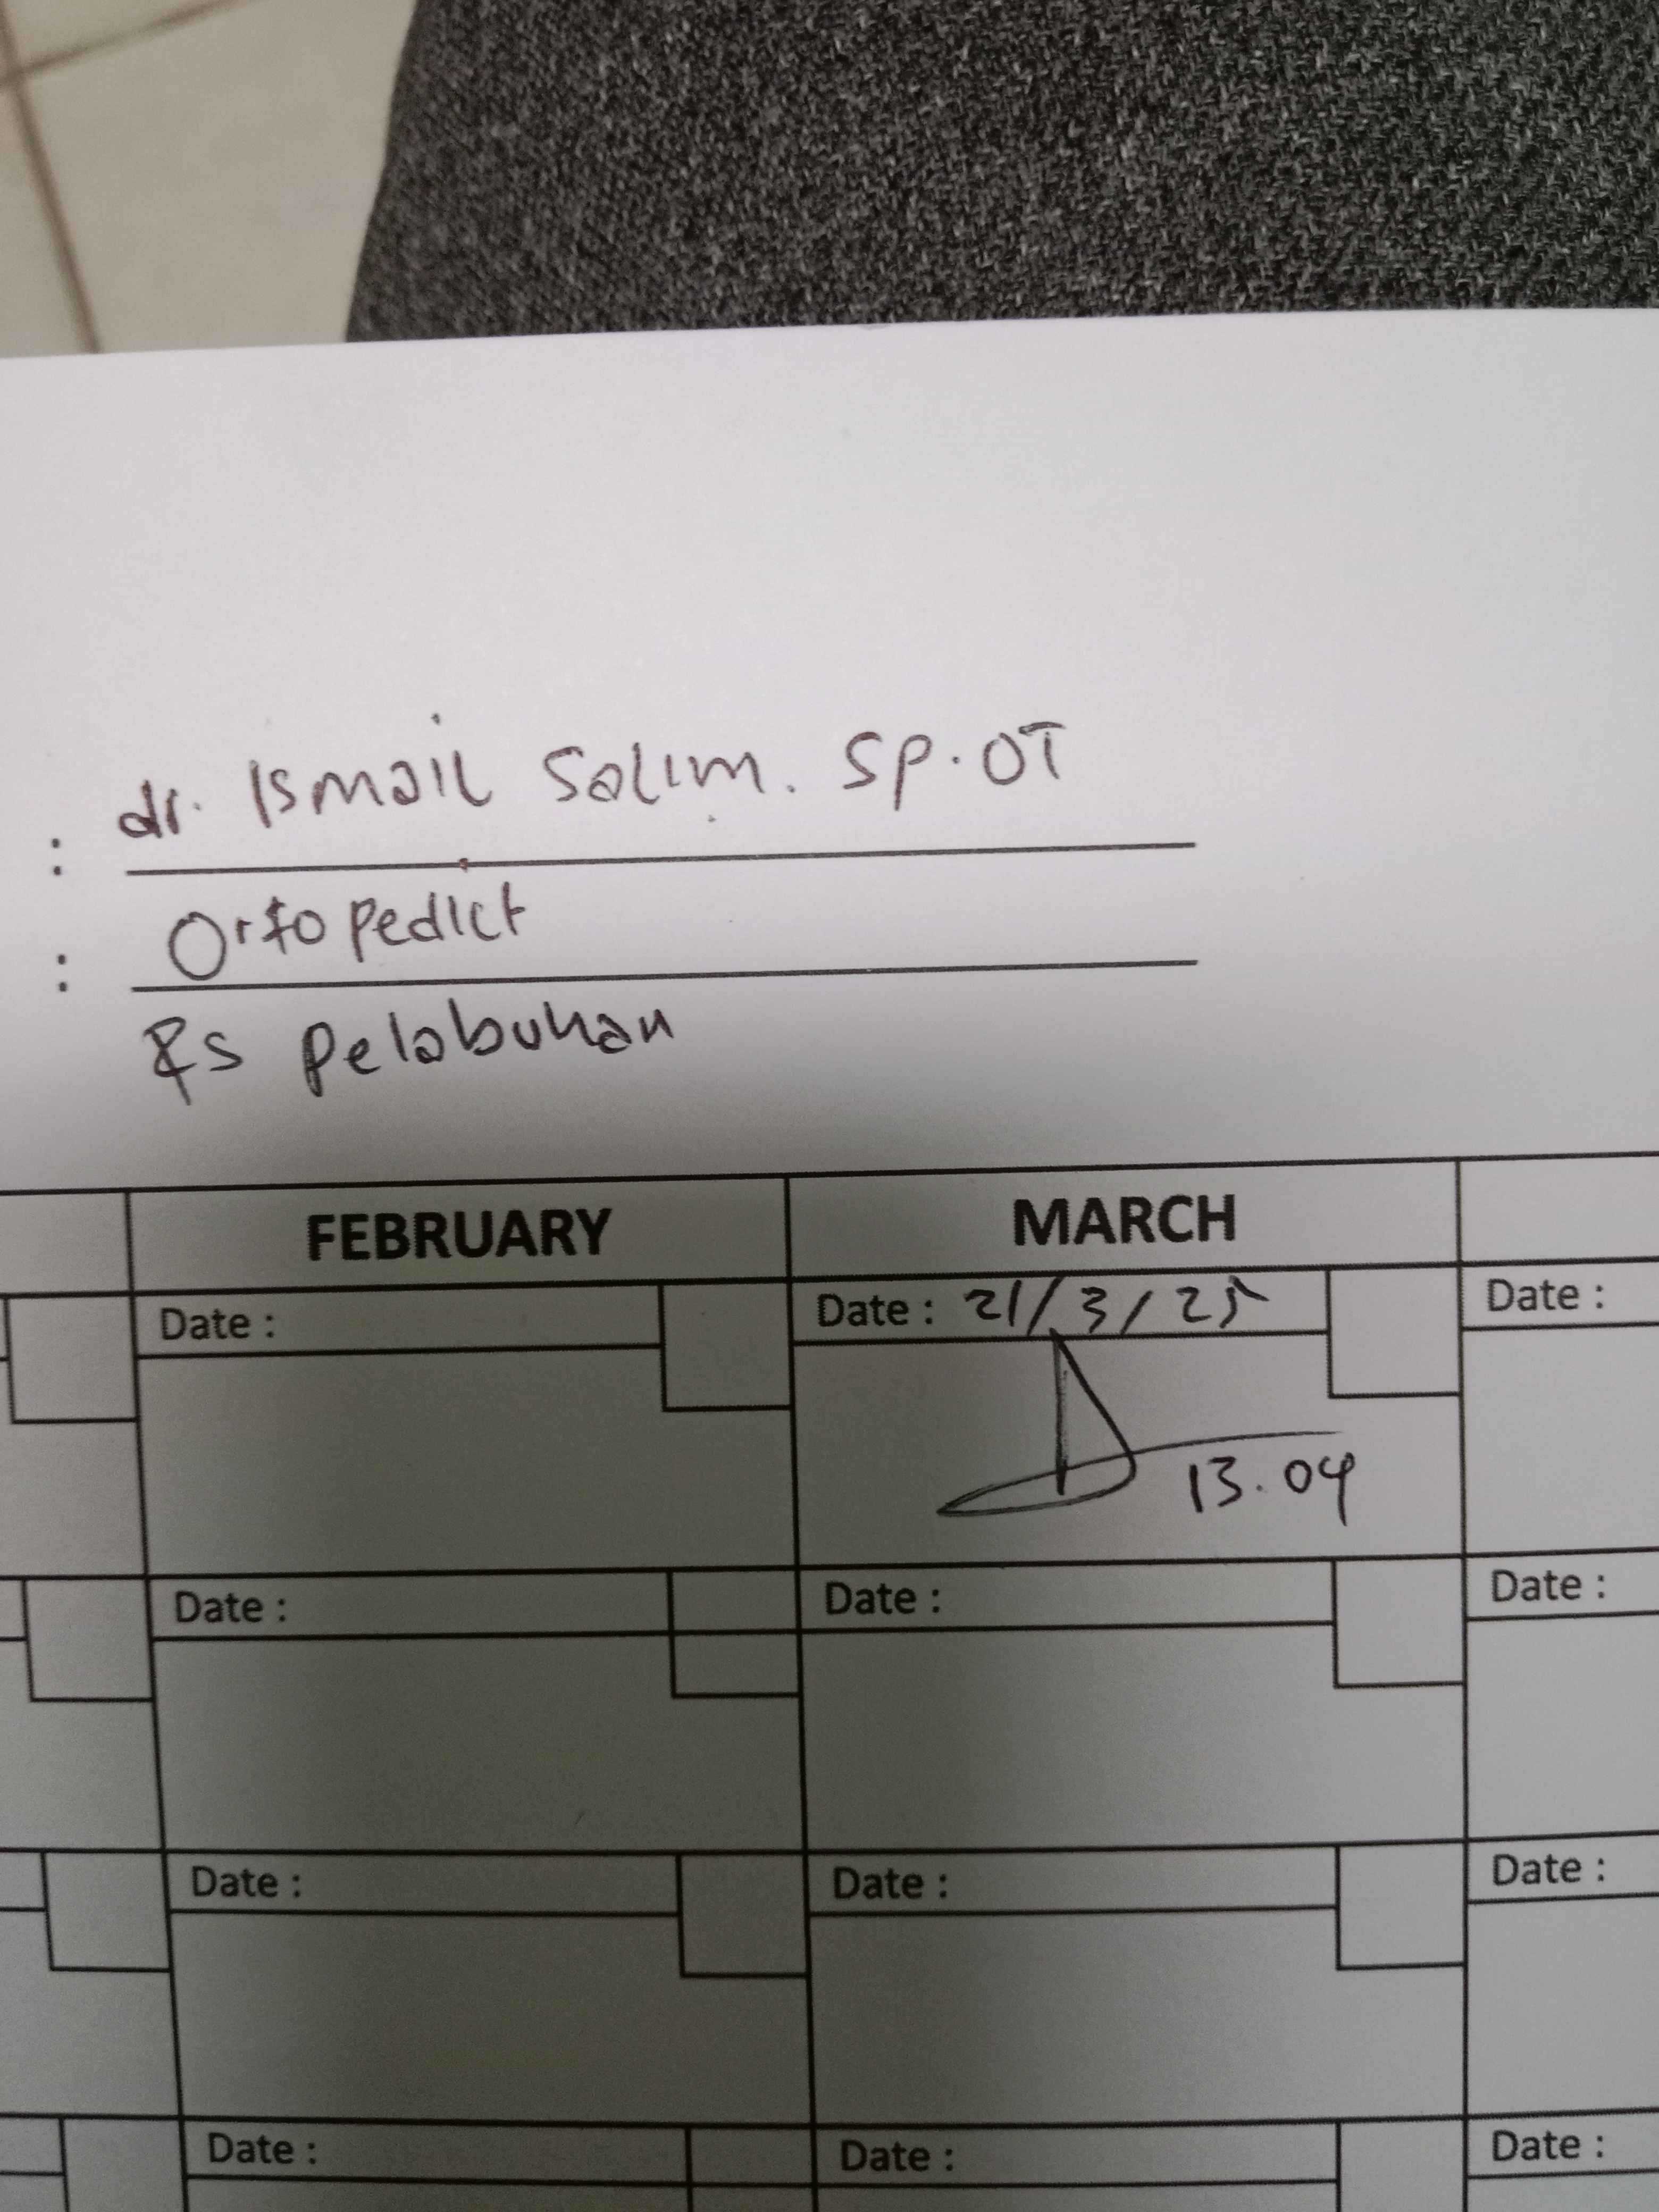 : dr. Ismail Salim. SP.OT
: Ortopedict
Rs Pelabuhan
FEBRUARY MARCH
Date : Date : 21/3/25 Date :
13.04
Date : Date : Date :
Date : Date : Date :
Date : Date : Date :